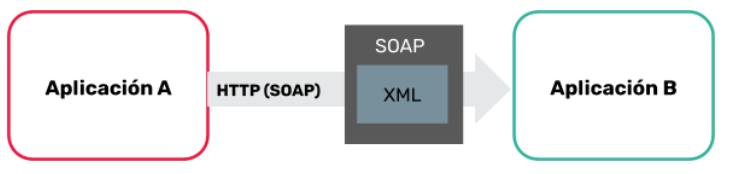 Aplicación A
HTTP (SOAP)
SOAP
XML
Aplicación B